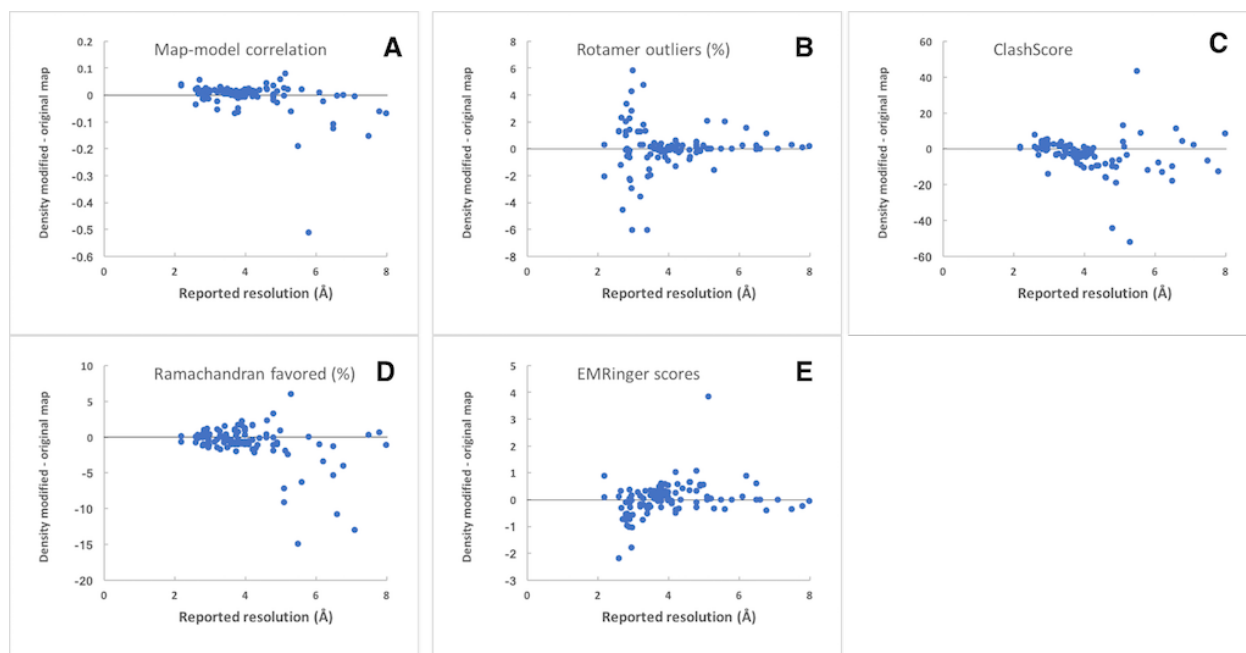 Map-model correlation
A
Density modified - original map
0.2
0.1
0
-0.1
-0.2
-0.3
-0.4
-0.5
-0.6
0 2 4 6 8
Reported resolution (Å)
Rotamer outliers (%)
B
Density modified - original map
8
6
4
2
0
-2
-4
-6
-8
0 2 4 6 8
Reported resolution (Å)
ClashScore
C
Density modified - original map
60
40
20
0
-20
-40
-60
0 2 4 6 8
Reported resolution (Å)
Ramachandran favored (%)
D
Density modified - original map
10
5
0
-5
-10
-15
-20
0 2 4 6 8
Reported resolution (Å)
EMRinger scores
E
Density modified - original map
5
4
3
2
1
0
-1
-2
-3
0 2 4 6 8
Reported resolution (Å)